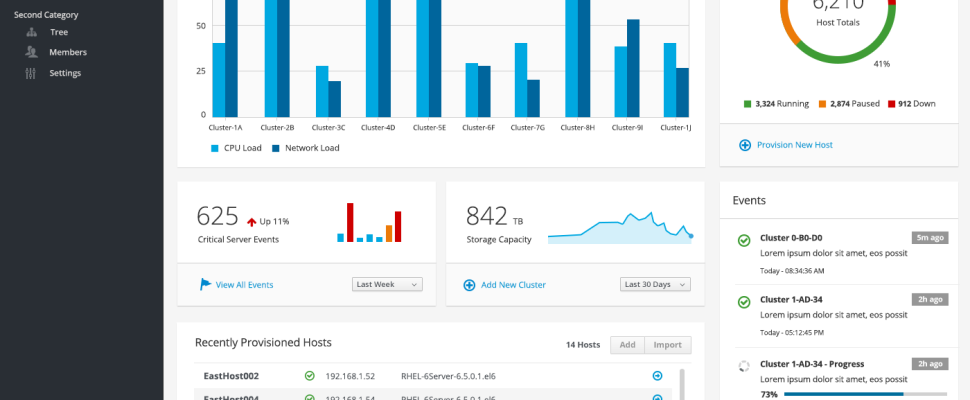 Second Category
Tree
Members
Settings
50
25
0
Cluster-1A Cluster-2B Cluster-3C Cluster-4D Cluster-5E Cluster-6F Cluster-7G Cluster-8H Cluster-9I Cluster-1J
CPU Load Network Load
6,210
Host Totals
41%
3,324 Running 2,874 Paused 912 Down
Provision New Host
625 Up 11%
Critical Server Events
View All Events Last Week
842 TB
Storage Capacity
Add New Cluster Last 30 Days
Events
Cluster 0-B0-D0 5m ago
Lorem ipsum dolor sit amet, eos possit
Today - 08:34:36 AM
Cluster 1-AD-34 2h ago
Lorem ipsum dolor sit amet, eos possit
Today - 05:12:45 PM
Cluster 1-AD-34 - Progress 2h ago
Lorem ipsum dolor sit amet, eos possit
73%
Recently Provisioned Hosts 14 Hosts Add Import
EastHost002 192.168.1.52 RHEL-6Server-6.5.0.1.el6
EastHost004 192.168.1.54 RHEL-6Server-6.5.0.1.el6